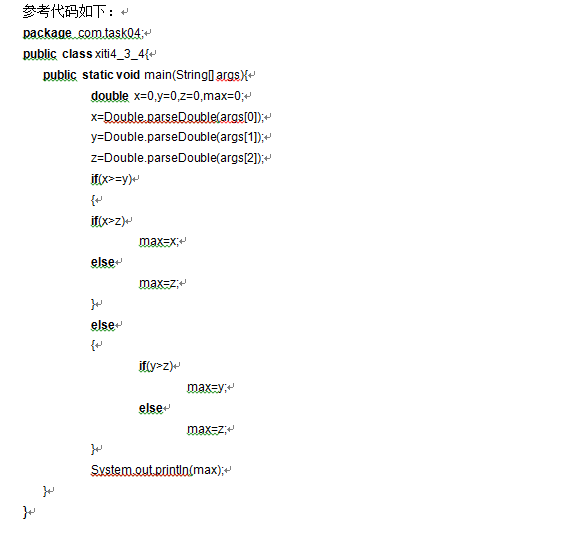 参考代码如下：
package com.task04;
public class xiti4_3_4{
public static void main(String[] args){
double x=0,y=0,z=0,max=0;
x=Double.parseDouble(args[0]);
y=Double.parseDouble(args[1]);
z=Double.parseDouble(args[2]);
if(x>=y)
{
if(x>z)
max=x;
else
max=z;
}
else
{
if(y>z)
max=y;
else
max=z;
}
System.out.println(max);
}
}